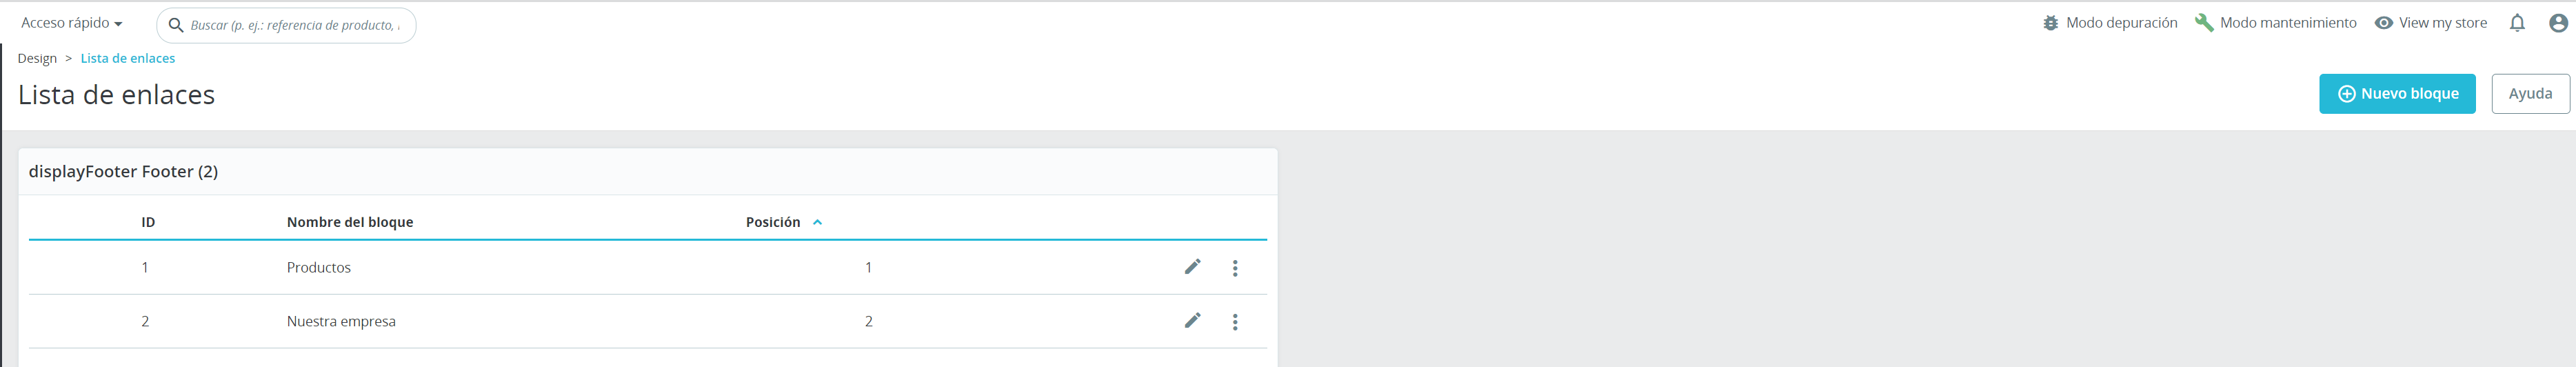 Acceso rápido
Buscar (p. ej.: referencia de producto,
Modo depuración
Modo mantenimiento
View my store
Design > Lista de enlaces
Lista de enlaces
Nuevo bloque
Ayuda
displayFooter Footer (2)
ID Nombre del bloque Posición
1 Productos 1
2 Nuestra empresa 2